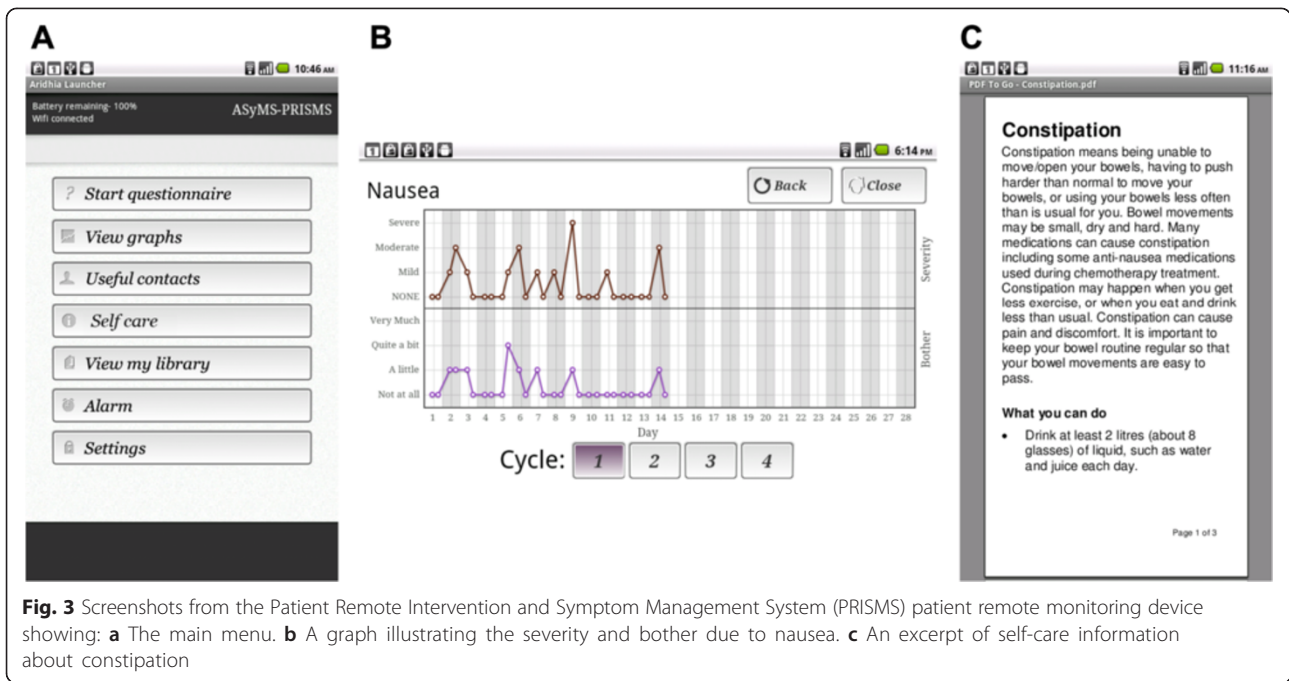 A
10:46 AM
Aridhia Launcher
Battery remaining- 100%
Wifi connected
ASyMS-PRISMS
? Start questionnaire
View graphs
Useful contacts
Self care
View my library
Alarm
Settings
B
6:14 PM
Nausea
Back
Close
Severe
Moderate
Mild
NONE
Severity
Very Much
Quite a bit
A little
Not at all
Bother
1 2 3 4 5 6 7 8 9 10 11 12 13 14 15 16 17 18 19 20 21 22 23 24 25 26 27 28
Day
Cycle: 1 2 3 4
C
11:16 AM
PDF To Go - Constipation.pdf
Constipation
Constipation means being unable to
move/open your bowels, having to push
harder than normal to move your
bowels, or using your bowels less often
than is usual for you. Bowel movements
may be small, dry and hard. Many
medications can cause constipation
including some anti-nausea medications
used during chemotherapy treatment.
Constipation may happen when you get
less exercise, or when you eat and drink
less than usual. Constipation can cause
pain and discomfort. It is important to
keep your bowel routine regular so that
your bowel movements are easy to
pass.
What you can do
• Drink at least 2 litres (about 8
glasses) of liquid, such as water
and juice each day.
Page 1 of 3
Fig. 3 Screenshots from the Patient Remote Intervention and Symptom Management System (PRISMS) patient remote monitoring device
showing: a The main menu. b A graph illustrating the severity and bother due to nausea. c An excerpt of self-care information
about constipation